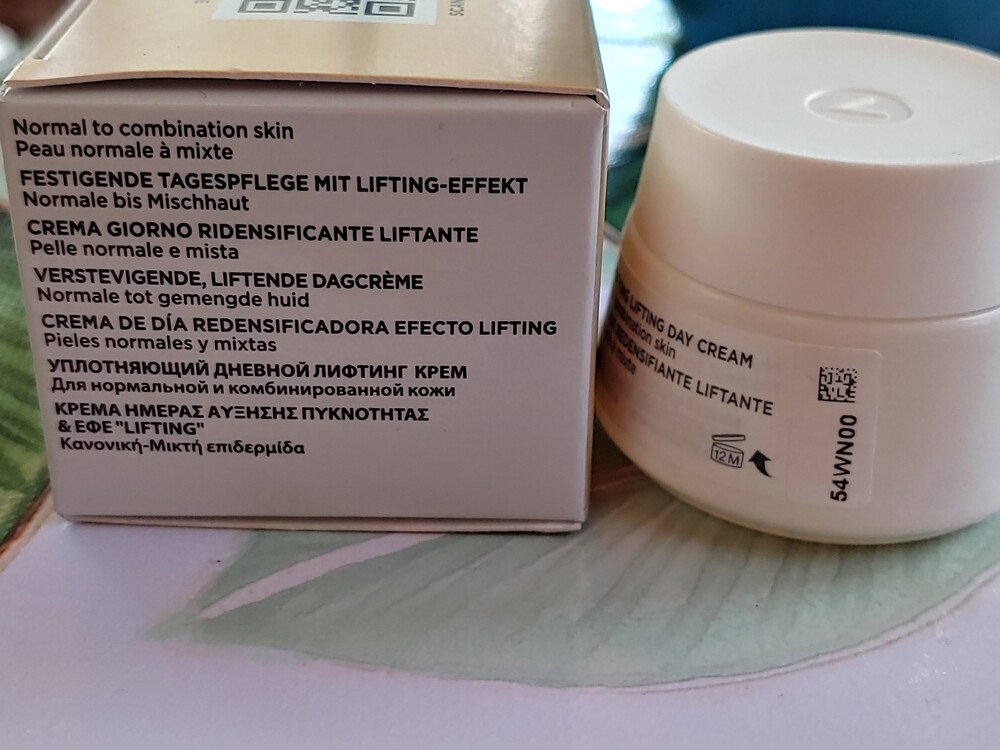 SCAN
Normal to combination skin
Peau normale à mixte
FESTIGENDE TAGESPFLEGE MIT LIFTING-EFFEKT
Normale bis Mischhaut
CREMA GIORNO RIDENSIFICANTE LIFTANTE
Pelle normale e mista
VERSTEVIGENDE, LIFTENDE DAGCRÈME
Normale tot gemengde huid
CREMA DE DÍA REDENSIFICADORA EFECTO LIFTING
Pieles normales y mixtas
УПЛОТНЯЮЩИЙ ДНЕВНОЙ ЛИФТИНГ КРЕМ
Для нормальной и комбинированной кожи
ΚΡΕΜΑ ΗΜΕΡΑΣ ΑΥΞΗΣΗΣ ΠΥΚΝΟΤΗΤΑΣ
& ΕΦΕ "LIFTING"
Κανονική-Μικτή επιδερμίδα
LIFTING DAY CREAM
skin
LIFTANTE
12 M
54WN00